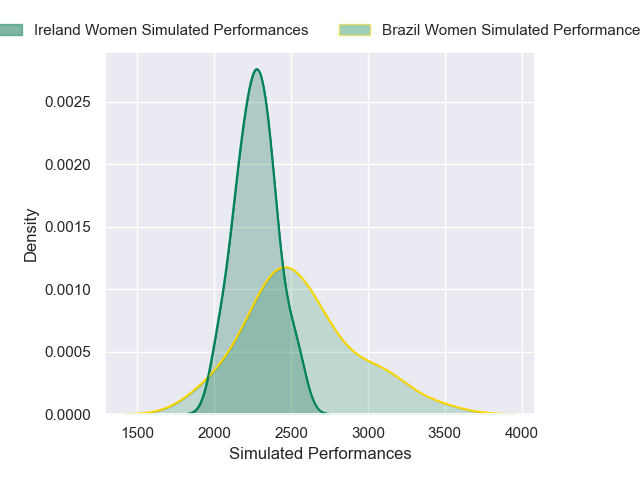 Ireland Women Simulated Performances
Brazil Women Simulated Performance
0.0025
0.0020
0.0015
0.0010
0.0005
0.0000
Density
1500 2000 2500 3000 3500 4000
Simulated Performances